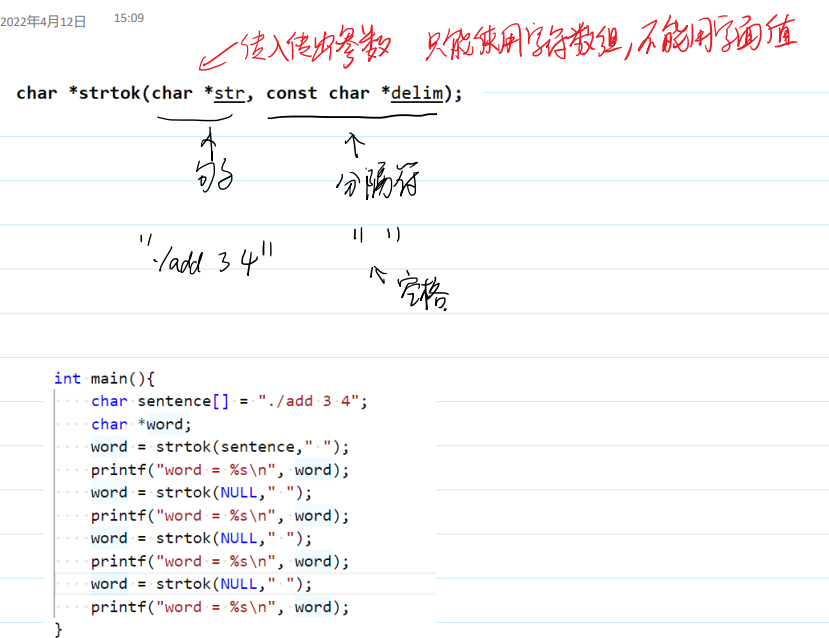 2022年4月12日 15:09
传入传出参数 只能使用字符数组,不能用字面值
char *strtok(char *str, const char *delim);
句子 分隔符
"./add 3 4" " "
空格
int main(){
char sentence[] = "./add 3 4";
char *word;
word = strtok(sentence," ");
printf("word = %s\n", word);
word = strtok(NULL," ");
printf("word = %s\n", word);
word = strtok(NULL," ");
printf("word = %s\n", word);
word = strtok(NULL," ");
printf("word = %s\n", word);
}